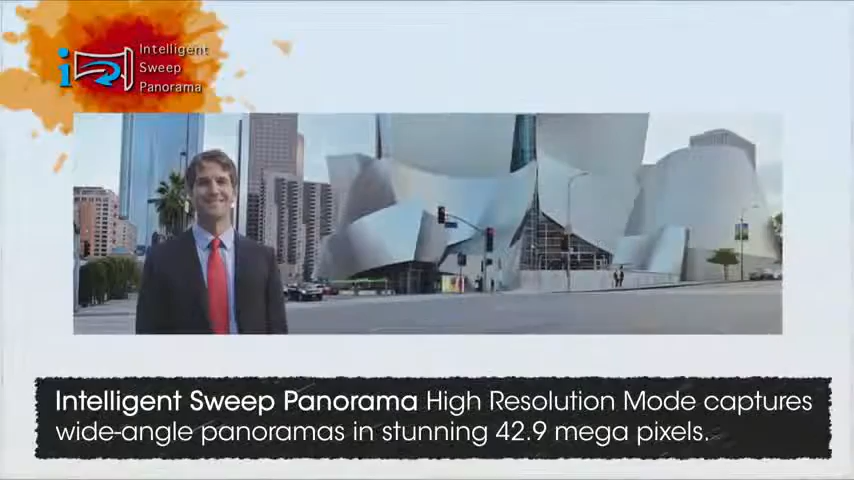 Intelligent
Sweep
Panorama
Intelligent Sweep Panorama High Resolution Mode captures
wide-angle panoramas in stunning 42.9 mega pixels.